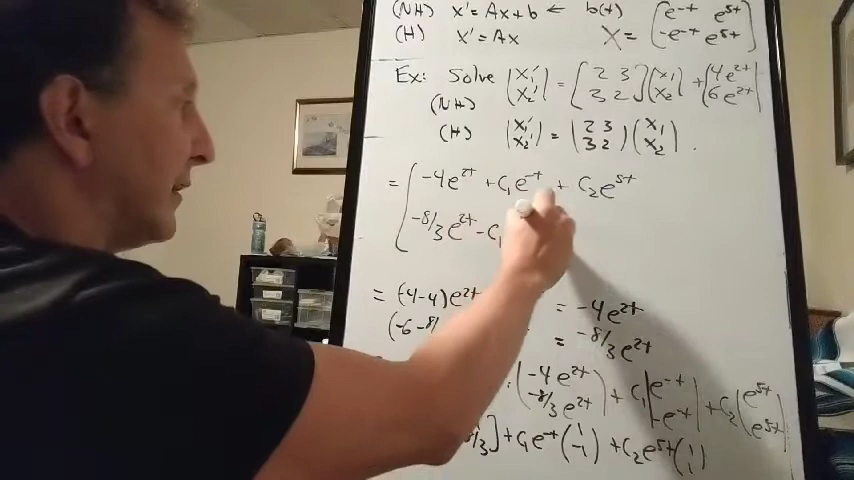 (NH) x' = Ax + b ← b(t) ( e^-t e^5t
(H) x' = Ax X = -e^-t e^5t )
Ex: Solve (x₁' x₂') = [2 3 3 2](x₁ x₂) + (4e^2t 6e^2t)
(NH)
(H) (x₁' x₂') = (2 3 3 2)(x₁ x₂).
= ( -4e^2t + C₁e^-t + C₂e^5t
-8/3 e^2t - C₁
= (4-4)e^2t = -4e^2t
(-6 - 8/ = -8/3 e^2t
: (-4e^2t -8/3 e^2t) + C₁(e^-t -e^-t) + C₂(e^5t e^5t)
/3] + C₁e^-t(1 -1) + C₂e^5t(1 1)